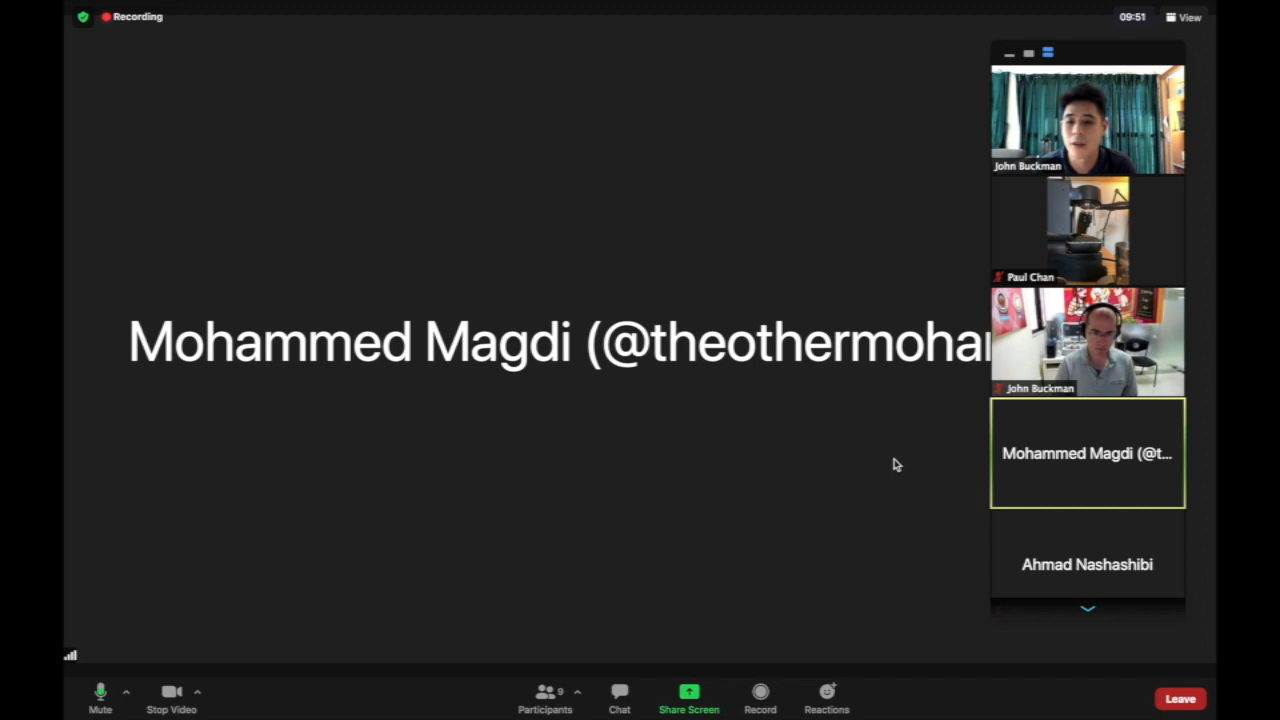 Recording
09:51
View
John Buckman
Paul Chan
John Buckman
Mohammed Magdi (@theothermohar
Mohammed Magdi (@t...
Ahmad Nashashibi
Mute
Stop Video
9
Participants
Chat
Share Screen
Record
Reactions
Leave